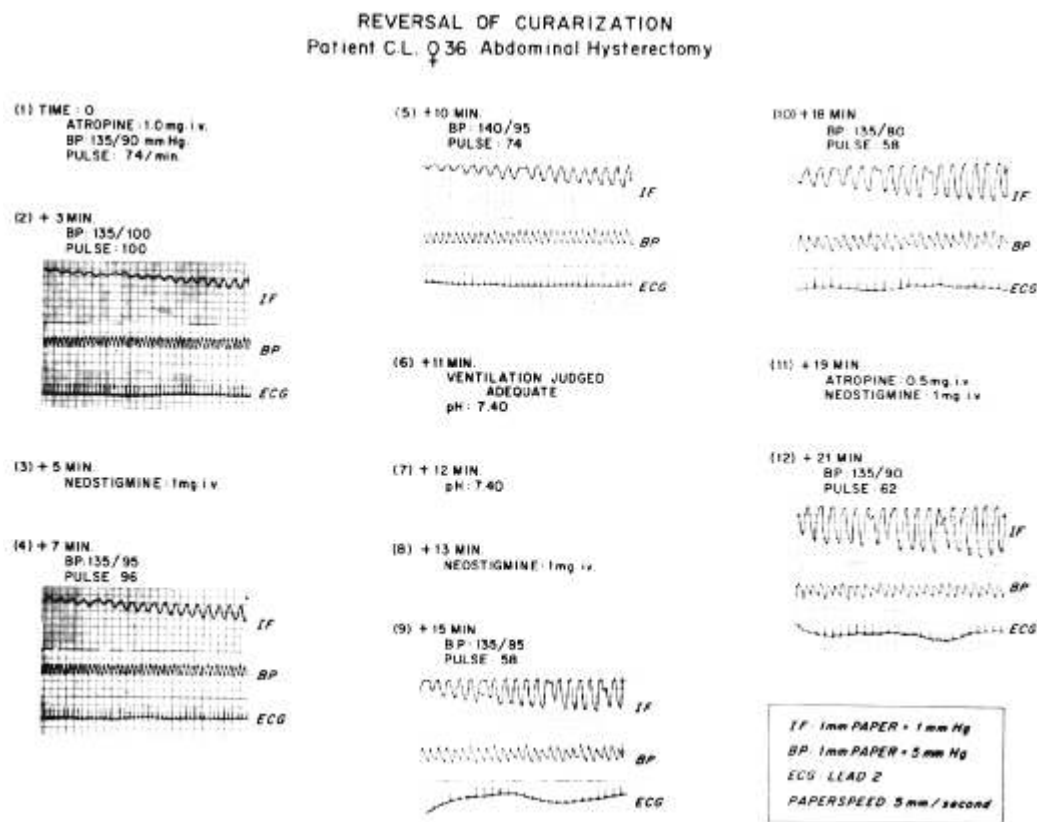 REVERSAL OF CURARIZATION
Patient C.L. ♀ 36 Abdominal Hysterectomy
(1) TIME : 0
ATROPINE : 1.0 mg. i.v.
BP: 135/90 mm Hg.
PULSE : 74/min.
(2) + 3 MIN.
BP: 135/100
PULSE : 100
IF
BP
ECG
(3) + 5 MIN.
NEOSTIGMINE : 1mg i.v.
(4) + 7 MIN.
BP: 135/95
PULSE 96
IF
BP
ECG
(5) +10 MIN.
BP: 140/95
PULSE : 74
IF
BP
ECG
(6) +11 MIN.
VENTILATION JUDGED
ADEQUATE
pH: 7.40
(7) + 12 MIN.
pH: 7.40
(8) + 13 MIN
NEOSTIGMINE : 1mg i.v.
(9) + 15 MIN
BP: 135/85
PULSE : 58
IF
BP
ECG
(10) + 18 MIN
BP: 135/80
PULSE : 58
IF
BP
ECG
(11) + 19 MIN
ATROPINE : 0.5 mg i.v.
NEOSTIGMINE : 1mg i.v
(12) + 21 MIN
BP: 135/90
PULSE : 62
IF
BP
ECG
IF: 1mm PAPER = 1 mm Hg
BP: 1mm PAPER = 5 mm Hg
ECG: LEAD 2
PAPERSPEED 5 mm / second